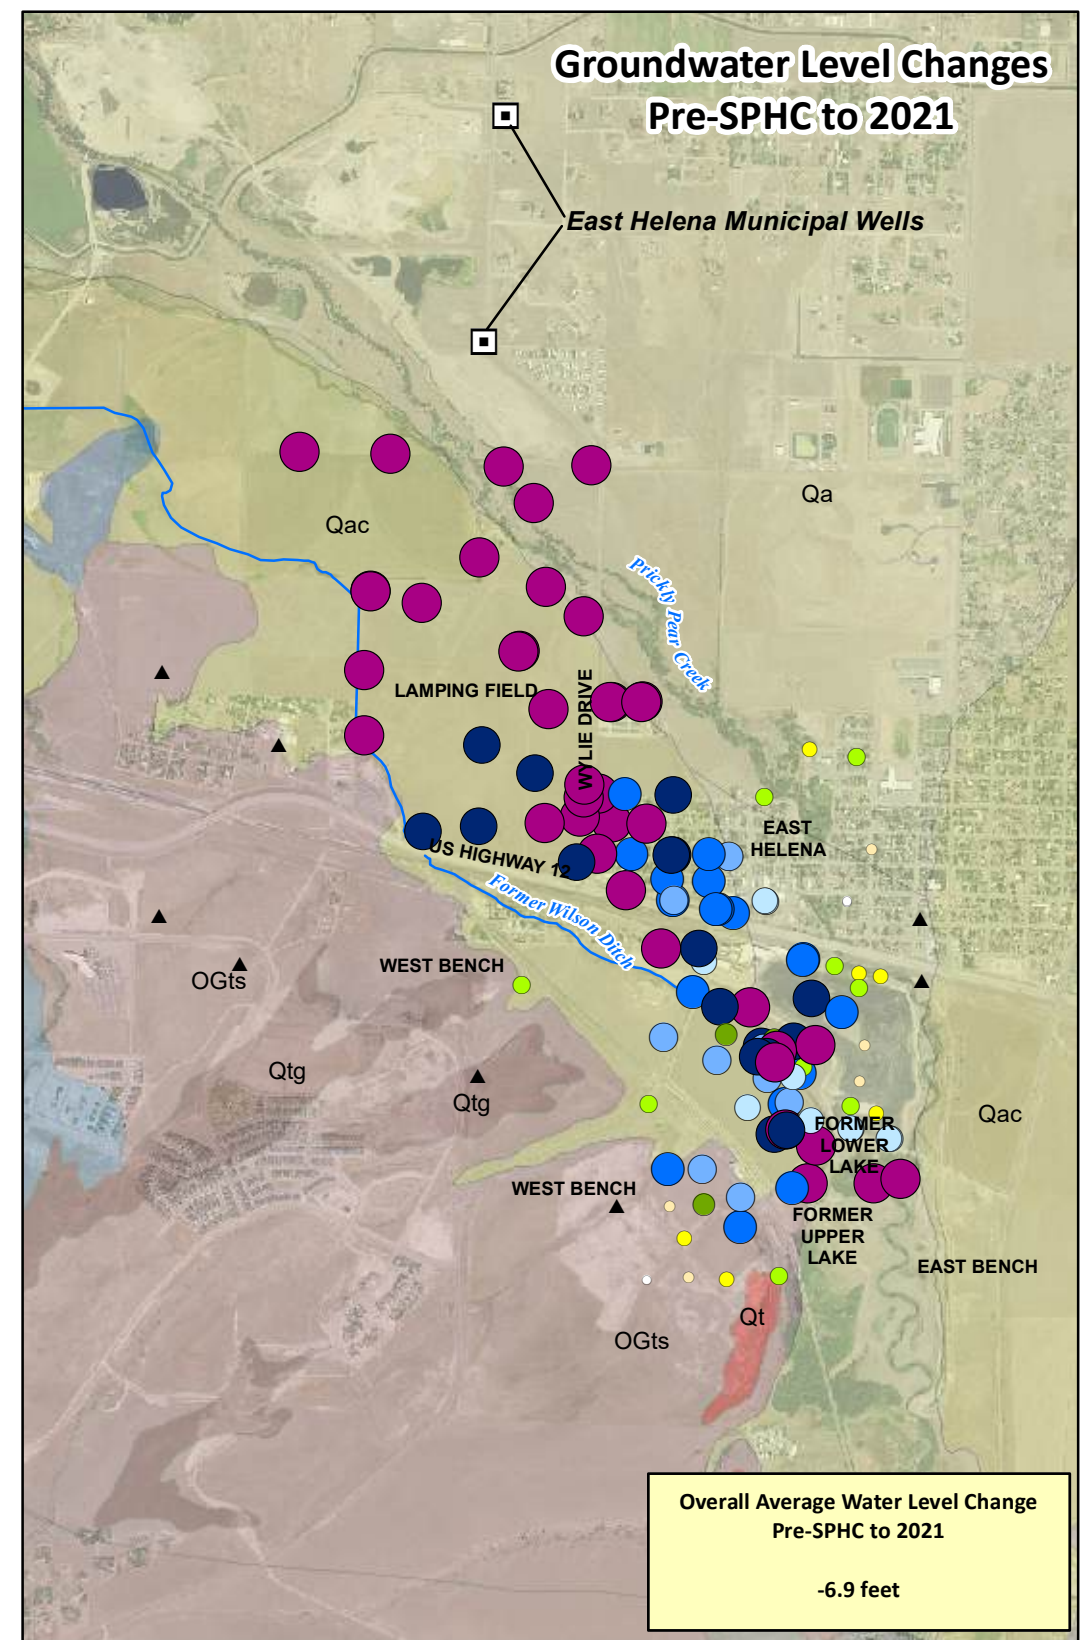 Groundwater Level Changes
Pre-SPHC to 2021
East Helena Municipal Wells
Qa
Qac
Prickly Pear Creek
LAMPING FIELD
WYLIE DRIVE
EAST
HELENA
US HIGHWAY 12
Former Wilson Ditch
WEST BENCH
OGts
Qtg
Qtg
Qac
FORMER
LOWER
LAKE
WEST BENCH
FORMER
UPPER
LAKE
EAST BENCH
Qt
OGts
Overall Average Water Level Change
Pre-SPHC to 2021
-6.9 feet